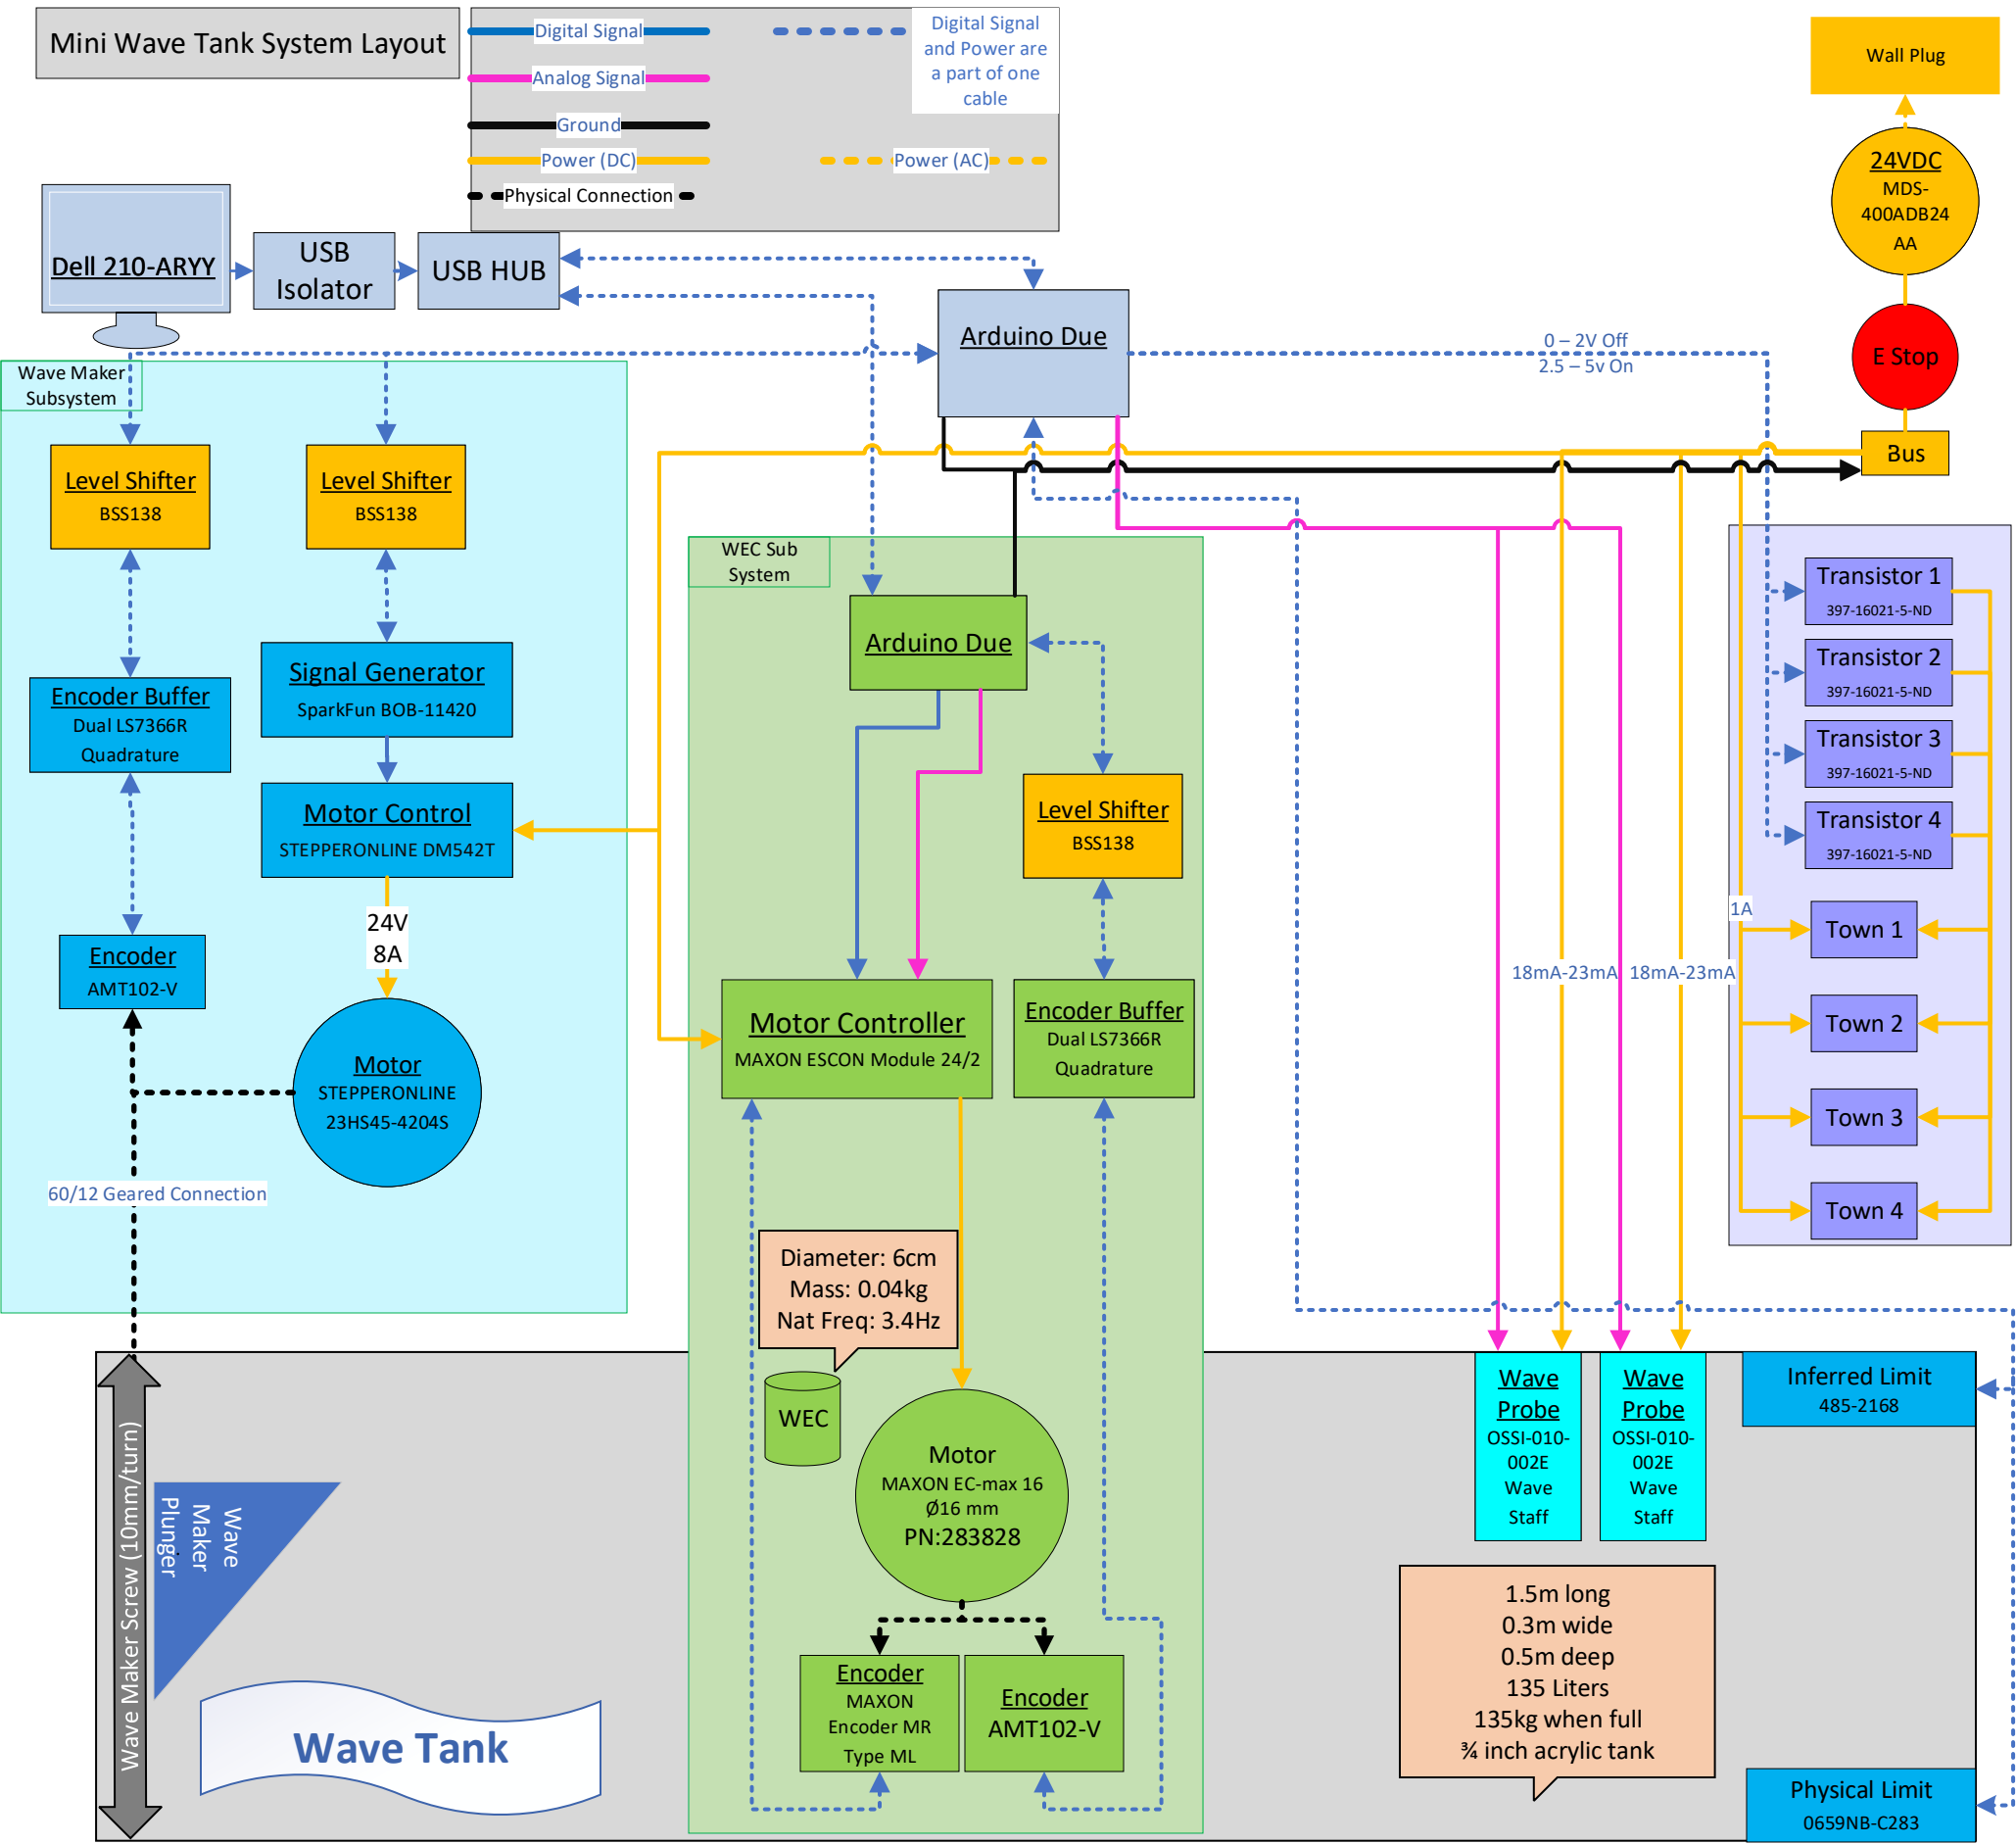 Mini Wave Tank System Layout
Digital Signal
Analog Signal
Ground
Power (DC)
Physical Connection
Digital Signal
and Power are
a part of one
cable
Power (AC)
Wall Plug
24VDC
MDS-
400ADB24
AA
E Stop
Bus
Dell 210-ARYY
USB
Isolator
USB HUB
Arduino Due
0 – 2V Off
2.5 – 5v On
Wave Maker
Subsystem
Level Shifter
BSS138
Level Shifter
BSS138
Encoder Buffer
Dual LS7366R
Quadrature
Signal Generator
SparkFun BOB-11420
Motor Control
STEPPERONLINE DM542T
24V
8A
Encoder
AMT102-V
Motor
STEPPERONLINE
23HS45-4204S
60/12 Geared Connection
WEC Sub
System
Arduino Due
Level Shifter
BSS138
Motor Controller
MAXON ESCON Module 24/2
Encoder Buffer
Dual LS7366R
Quadrature
Diameter: 6cm
Mass: 0.04kg
Nat Freq: 3.4Hz
WEC
Motor
MAXON EC-max 16
Ø16 mm
PN:283828
Encoder
MAXON
Encoder MR
Type ML
Encoder
AMT102-V
Transistor 1
397-16021-5-ND
Transistor 2
397-16021-5-ND
Transistor 3
397-16021-5-ND
Transistor 4
397-16021-5-ND
1A
Town 1
Town 2
Town 3
Town 4
18mA-23mA
18mA-23mA
Wave
Probe
OSSI-010-
002E
Wave
Staff
Wave
Probe
OSSI-010-
002E
Wave
Staff
Inferred Limit
485-2168
1.5m long
0.3m wide
0.5m deep
135 Liters
135kg when full
¾ inch acrylic tank
Physical Limit
0659NB-C283
Wave Maker Screw (10mm/turn)
Wave
Maker
Plunger
Wave Tank